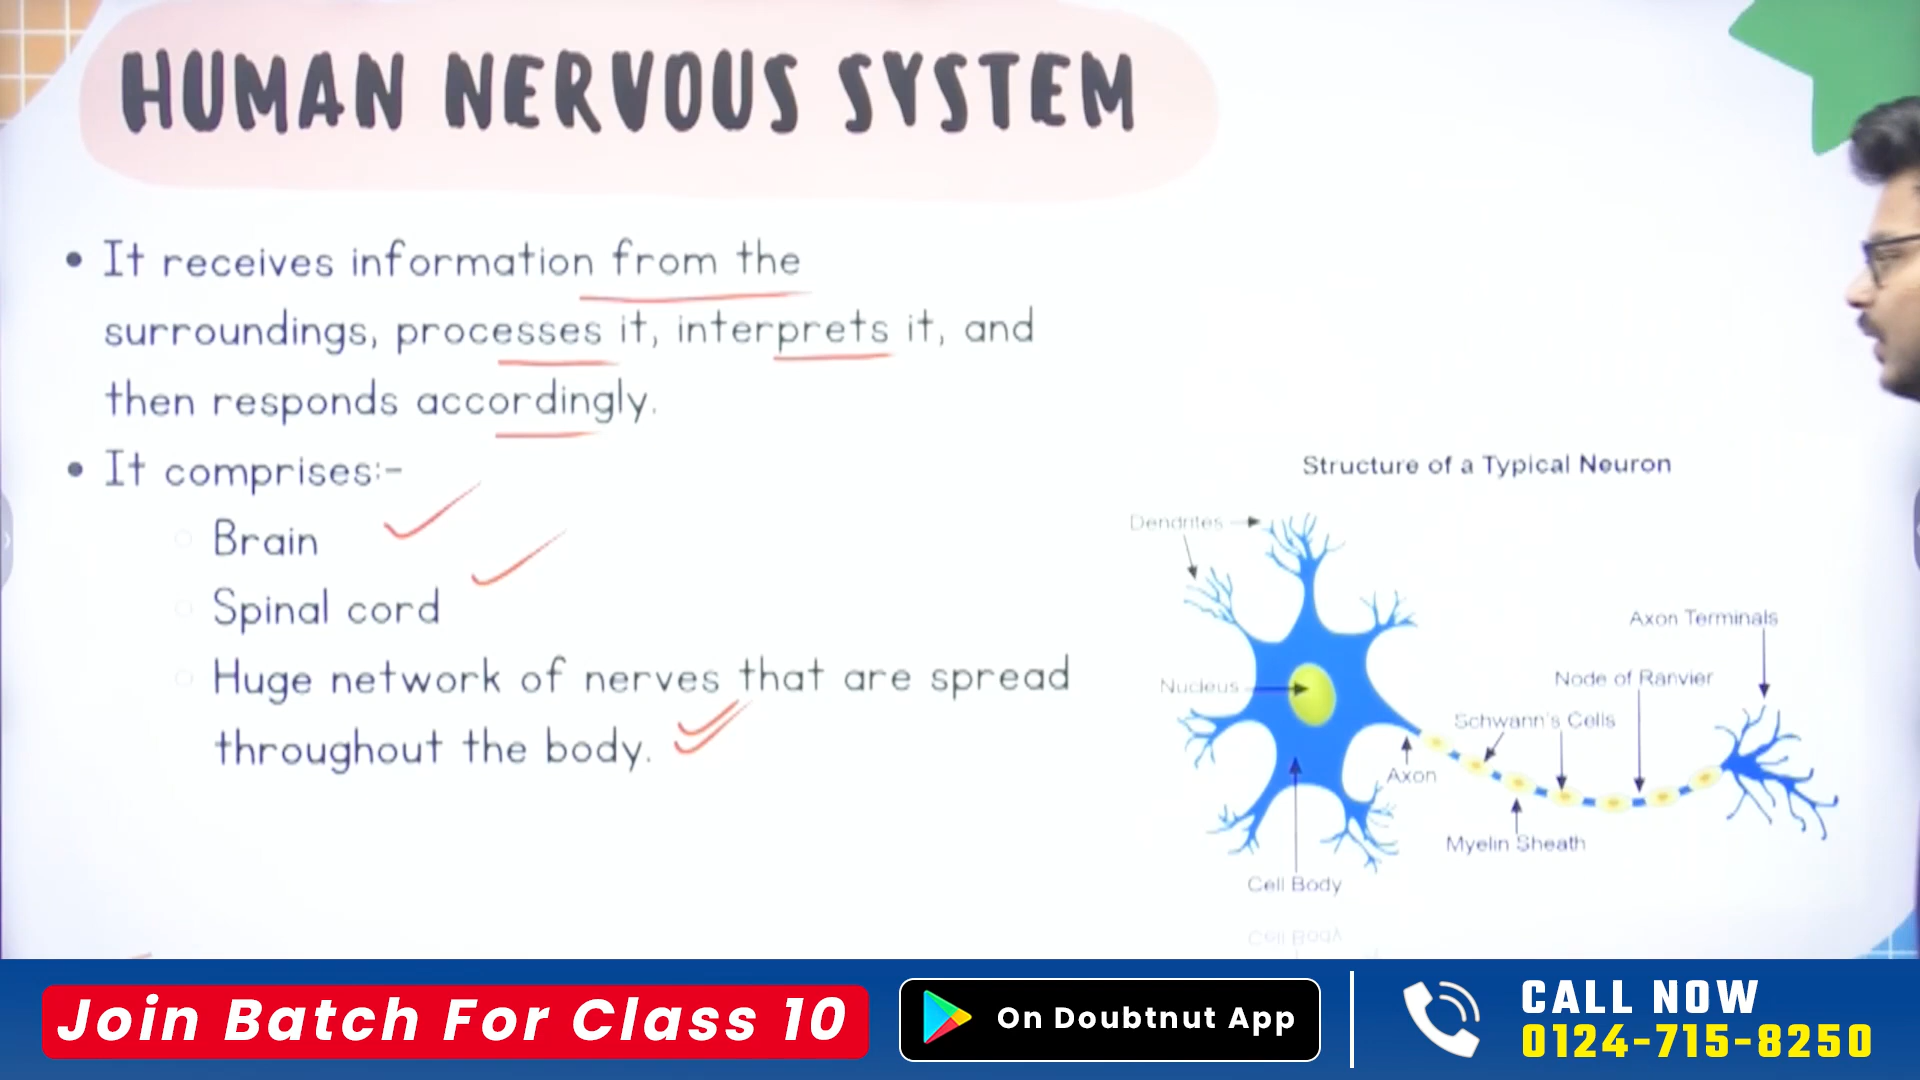 HUMAN NERVOUS SYSTEM
• It receives information from the
surroundings, processes it, interprets it, and
then responds accordingly.
• It comprises:-
Brain
Spinal cord
Huge network of nerves that are spread
throughout the body.
Structure of a Typical Neuron
Dendrites
Axon Terminals
Node of Ranvier
Nucleus
Schwann's Cells
Axon
Myelin Sheath
Cell Body
Join Batch For Class 10
On Doubtnut App
CALL NOW
0124-715-8250